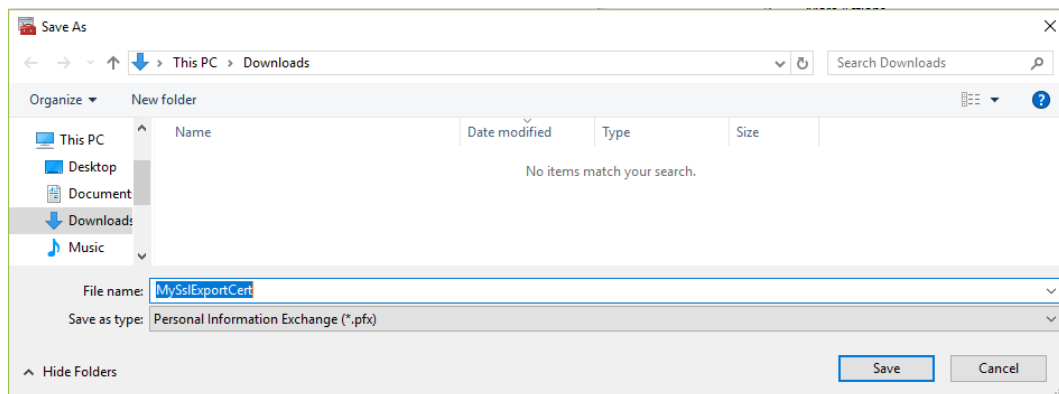 Save As
This PC > Downloads
Search Downloads
Organize
New folder
This PC
Desktop
Document
Downloads
Music
Name
Date modified
Type
Size
No items match your search.
File name: MySslExportCert
Save as type: Personal Information Exchange (*.pfx)
Hide Folders
Save
Cancel